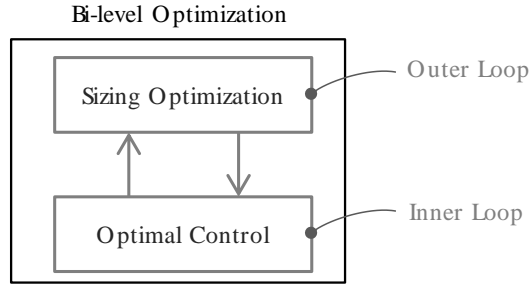 Bi-level Optimization
Sizing Optimization
Outer Loop
Optimal Control
Inner Loop